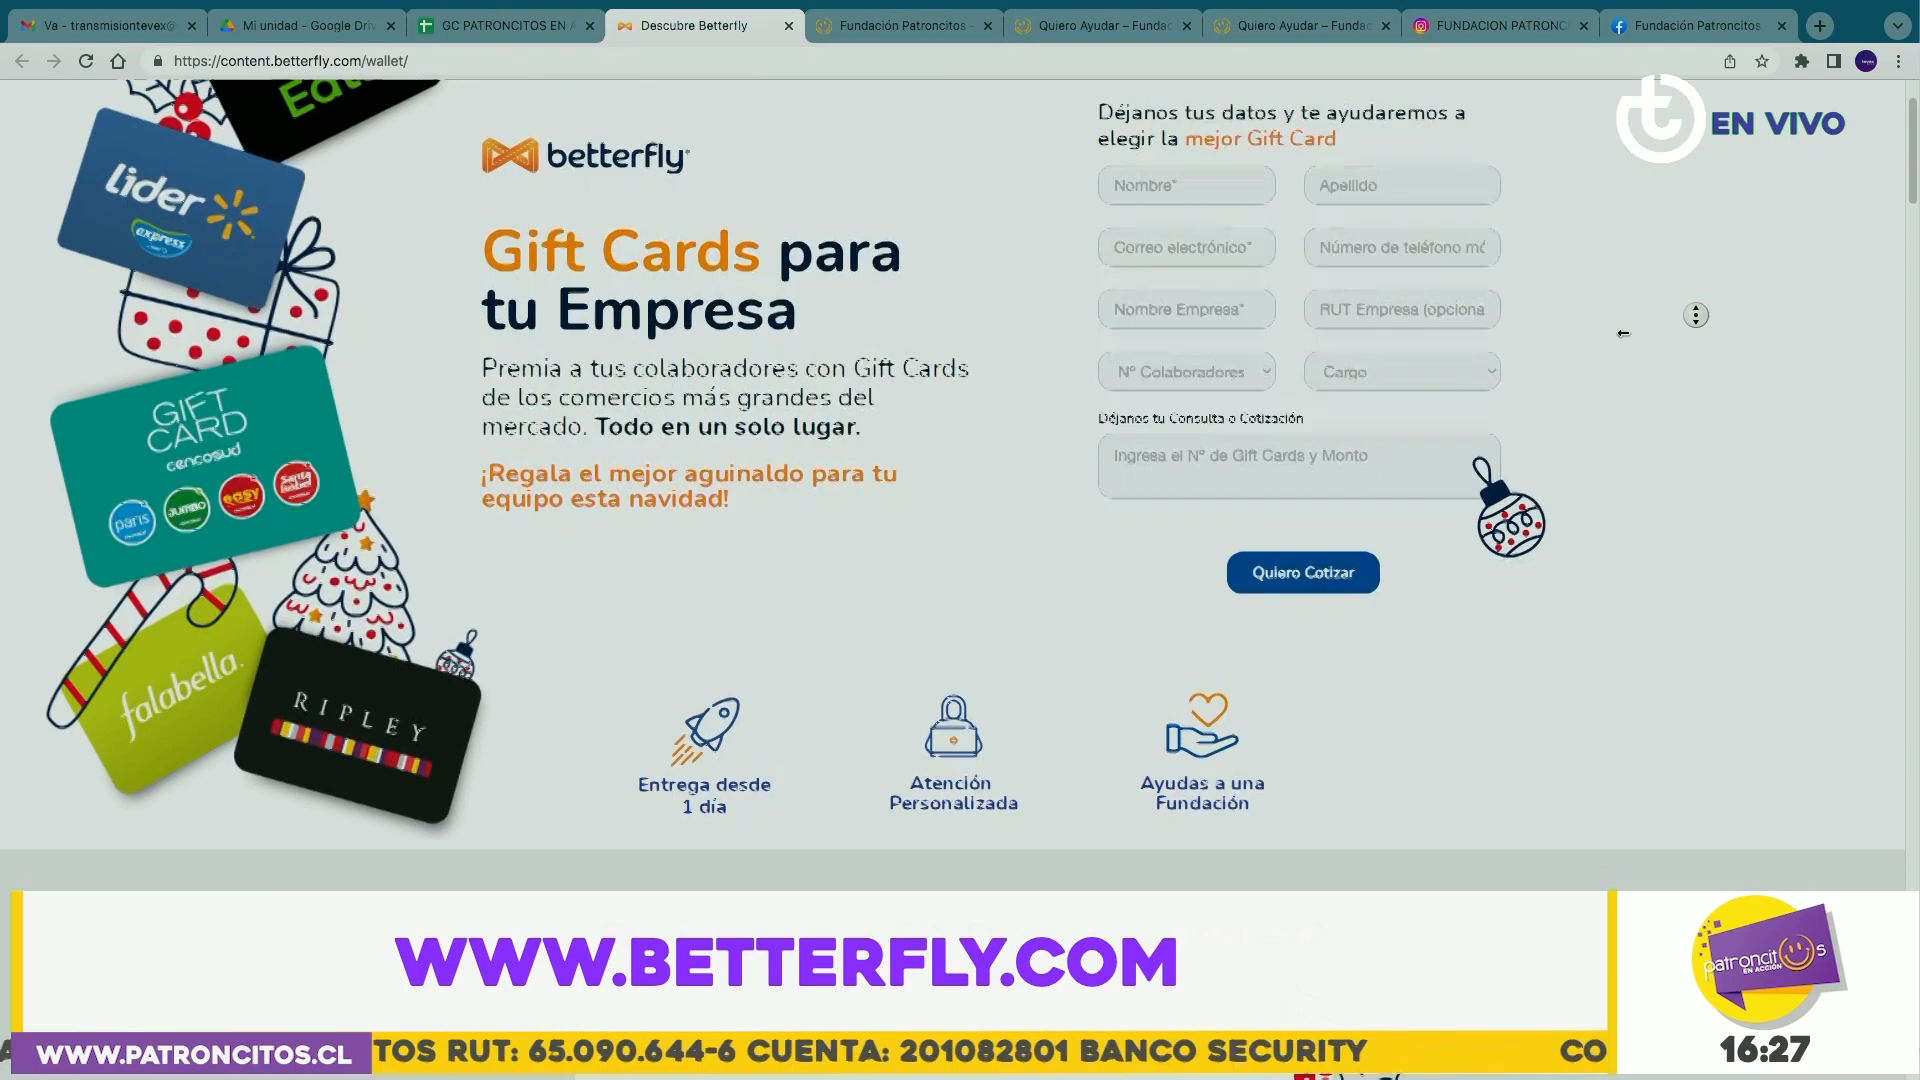 Va - transmisiontevex@
Mi unidad - Google Driv
GC PATRONCITOS EN A
Descubre Betterfly
Fundación Patroncitos -
Quiero Ayudar – Fundac
Quiero Ayudar – Fundac
FUNDACION PATRONC
Fundación Patroncitos
https://content.betterfly.com/wallet/
EN VIVO
Eat
Lider
express
GIFT
CARD
cencosud
paris
JUMBO
easy
Santa Isabel
falabella.
RIPLEY
betterfly
Gift Cards para
tu Empresa
Premia a tus colaboradores con Gift Cards
de los comercios más grandes del
mercado. Todo en un solo lugar.
¡Regala el mejor aguinaldo para tu
equipo esta navidad!
Déjanos tus datos y te ayudaremos a
elegir la mejor Gift Card
Nombre*
Apellido
Correo electrónico*
Número de teléfono mó
Nombre Empresa*
RUT Empresa (opciona
Nº Colaboradores
Cargo
Déjanos tu Consulta o Cotización
Ingresa el Nº de Gift Cards y Monto
Quiero Cotizar
Entrega desde
1 día
Atención
Personalizada
Ayudas a una
Fundación
WWW.BETTERFLY.COM
patroncitos
EN ACCIÓN
WWW.PATRONCITOS.CL
TOS RUT: 65.090.644-6 CUENTA: 201082801 BANCO SECURITY
CO
16:27